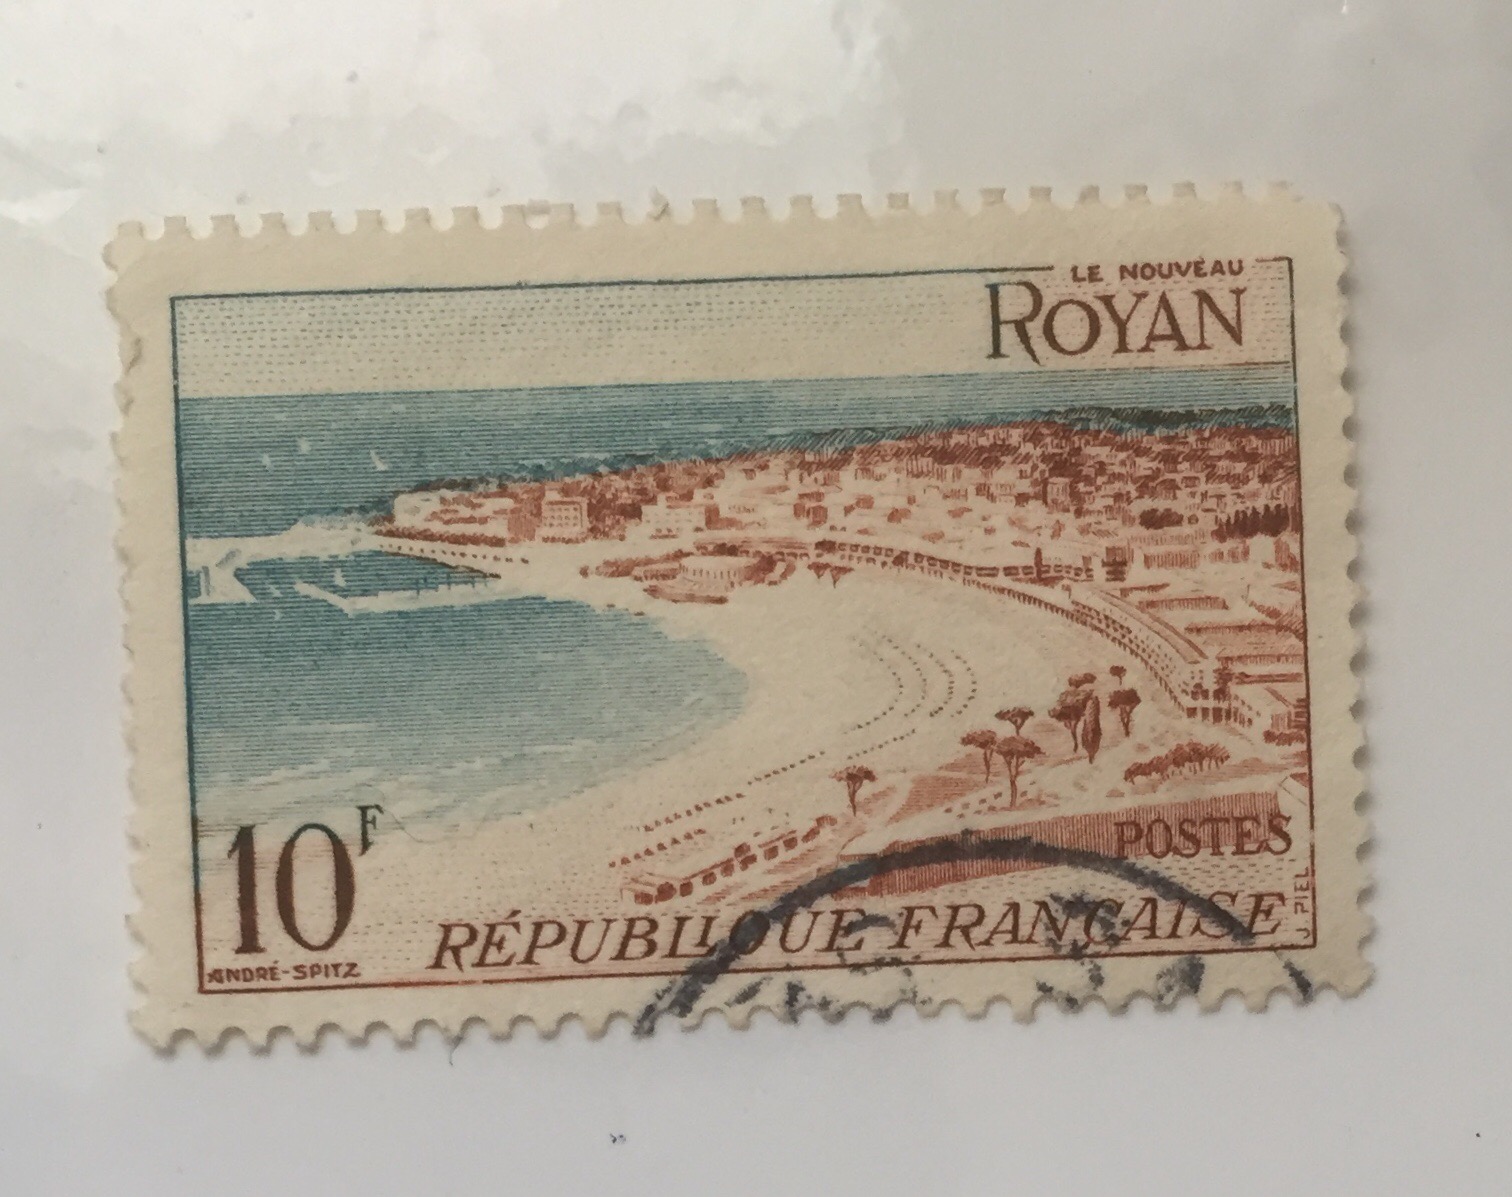 LE NOUVEAU
ROYAN
10F
POSTES
RÉPUBLIQUE FRANÇAISE
ANDRÉ-SPITZ
J. PIEL